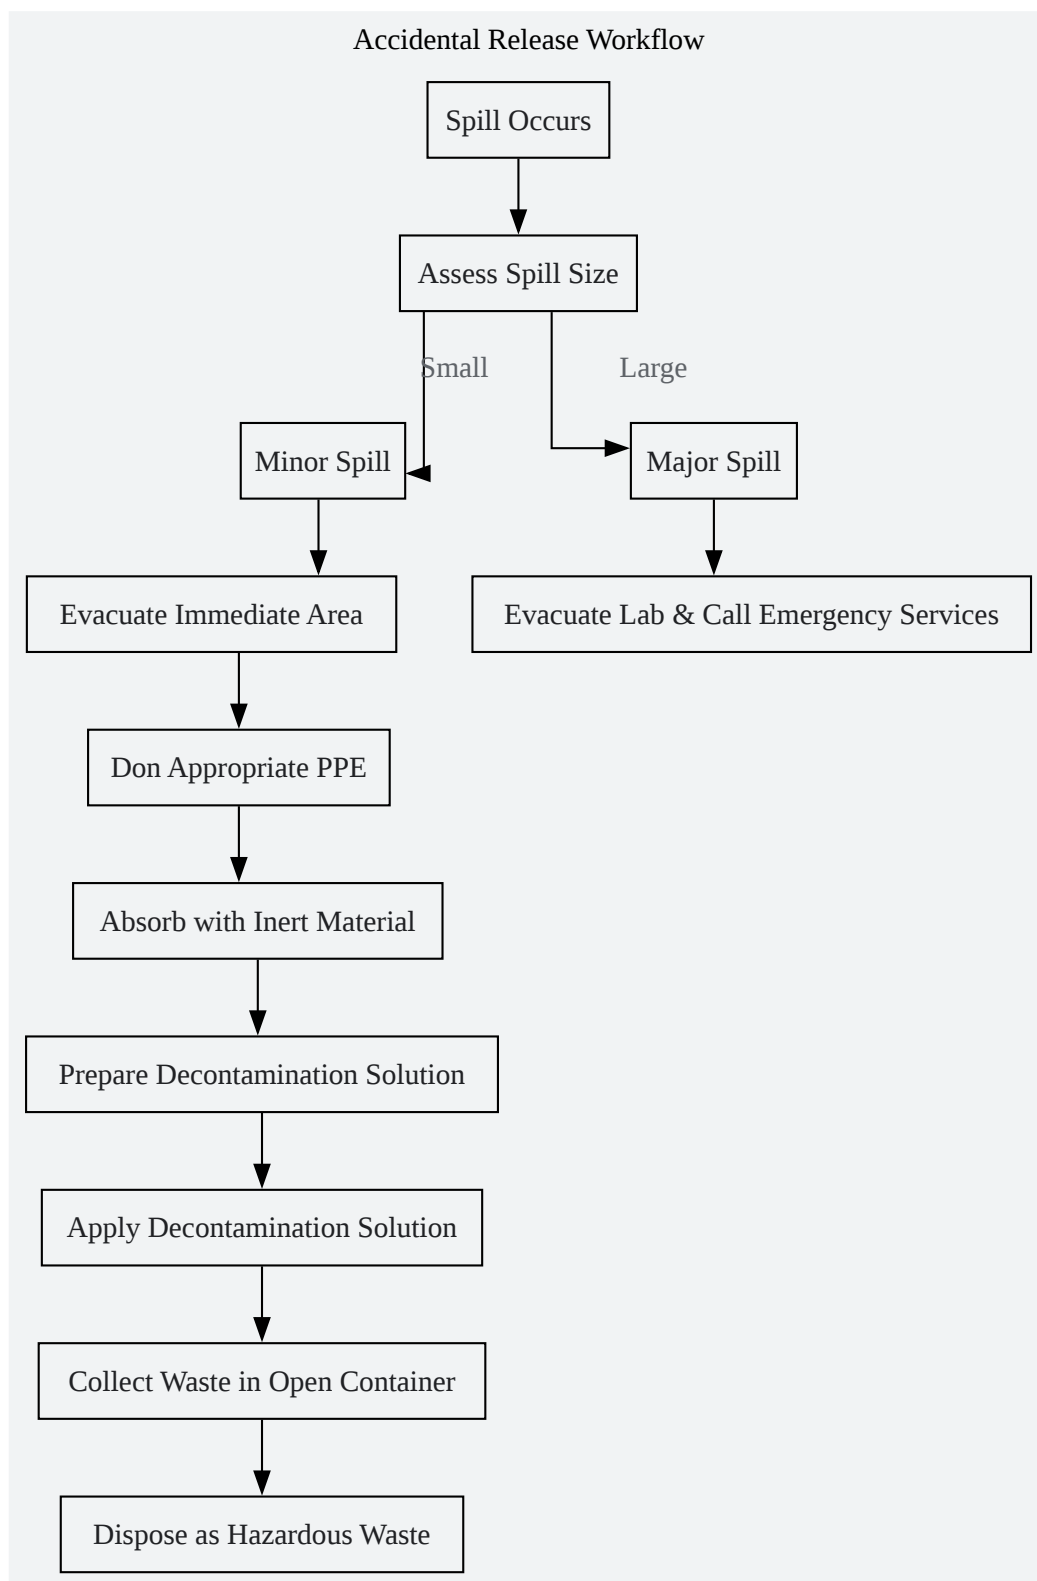 Accidental Release Workflow
Spill Occurs
Assess Spill Size
Small
Large
Minor Spill
Major Spill
Evacuate Immediate Area
Evacuate Lab & Call Emergency Services
Don Appropriate PPE
Absorb with Inert Material
Prepare Decontamination Solution
Apply Decontamination Solution
Collect Waste in Open Container
Dispose as Hazardous Waste